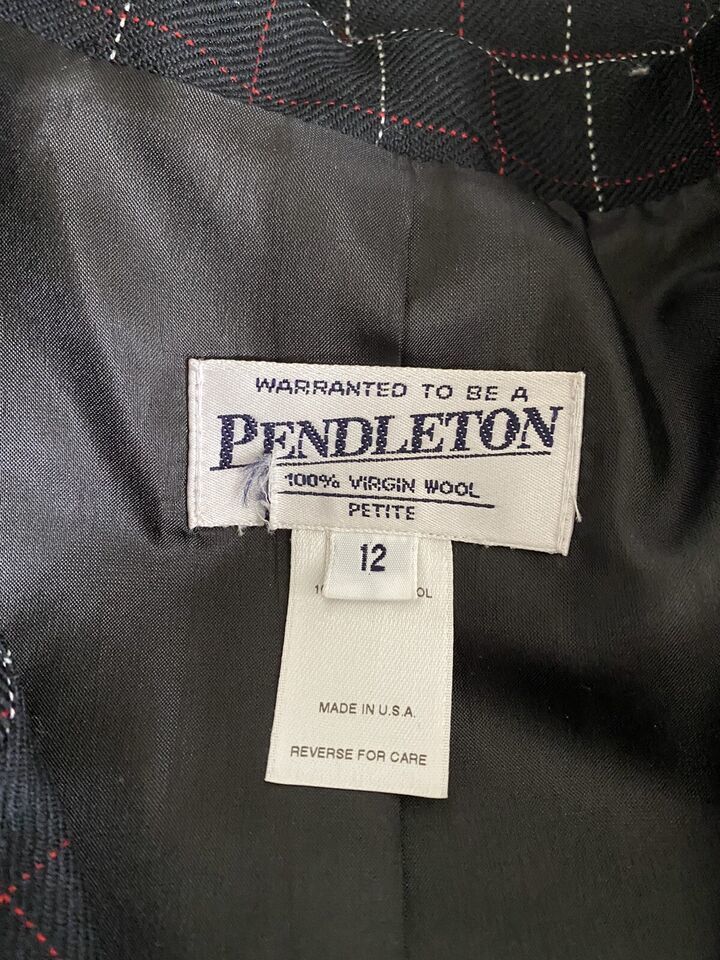 WARRANTED TO BE A
PENDLETON
100% VIRGIN WOOL
PETITE
12
MADE IN U.S.A.
REVERSE FOR CARE